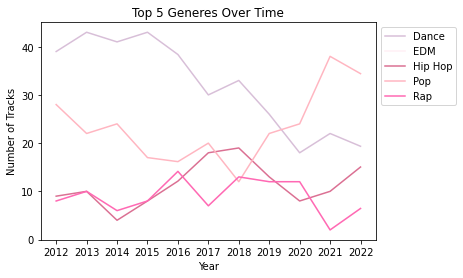 Top 5 Generes Over Time
Number of Tracks
40
30
20
10
0
2012 2013 2014 2015 2016 2017 2018 2019 2020 2021 2022
Year
Dance
EDM
Hip Hop
Pop
Rap